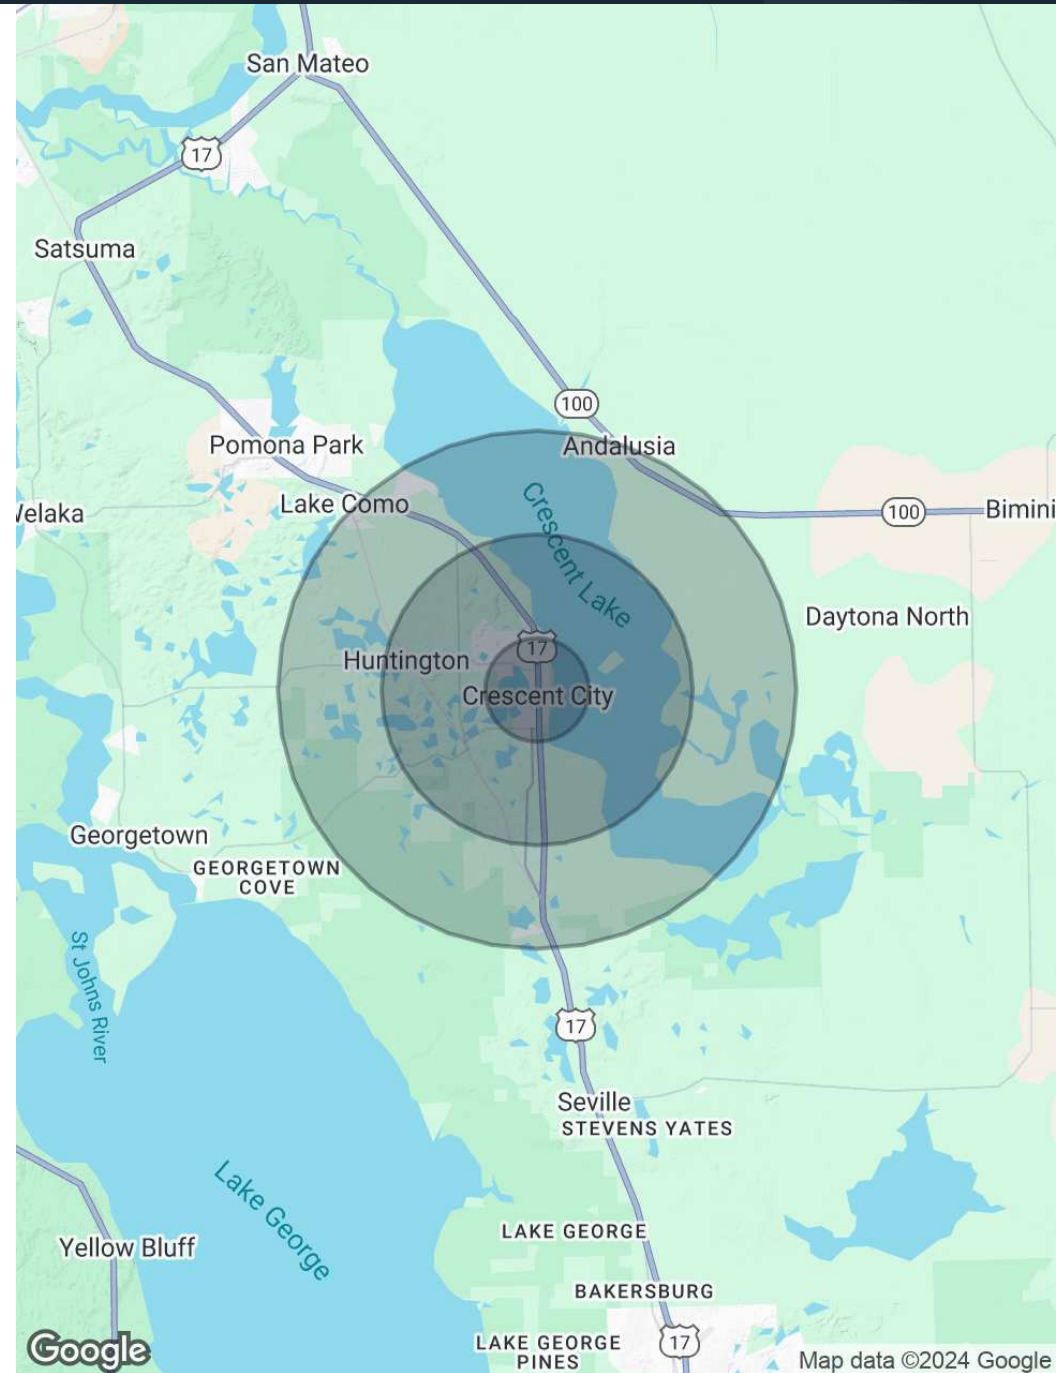 San Mateo
17
Satsuma
100
Pomona Park
Andalusia
Lake Como
Crescent Lake
100
Bimini
Daytona North
17
Huntington
Crescent City
Georgetown
GEORGETOWN
COVE
St Johns River
17
Seville
STEVENS YATES
Lake George
LAKE GEORGE
Yellow Bluff
BAKERSBURG
LAKE GEORGE
PINES
17
Google
Map data ©2024 Google